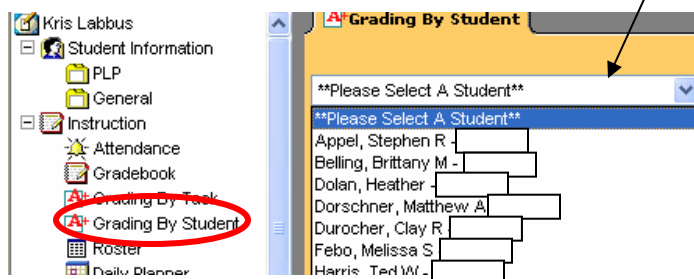 Kris Labbus
Student Information
PLP
General
Instruction
Attendance
Gradebook
Grading By Task
Grading By Student
Roster
Daily Planner
Grading By Student
**Please Select A Student**
**Please Select A Student**
Appel, Stephen R -
Belling, Brittany M -
Dolan, Heather -
Dorschner, Matthew A
Durocher, Clay R
Febo, Melissa S
Harris, Ted W -